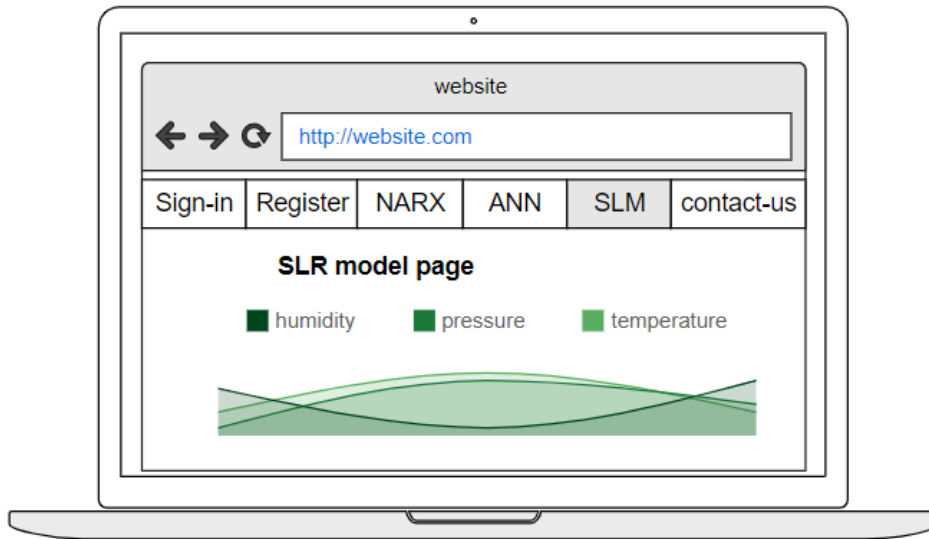 website
http://website.com
Sign-in Register NARX ANN SLM contact-us
SLR model page
humidity pressure temperature